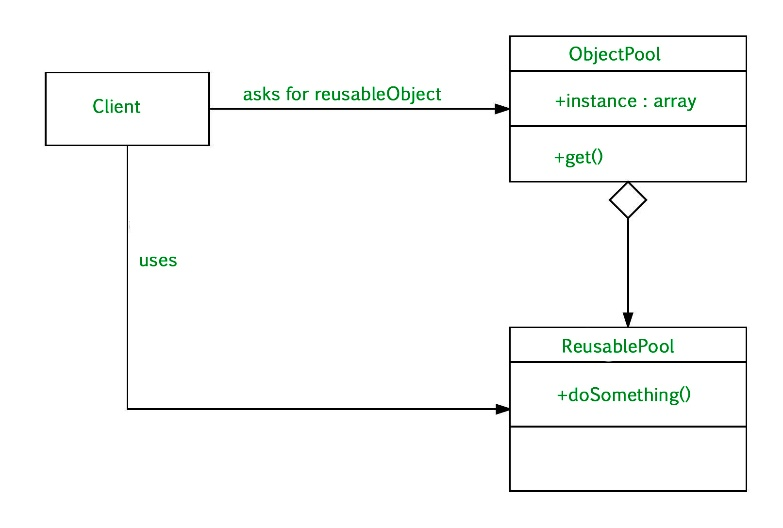 ObjectPool
Client
asks for reusableObject
+instance : array
+get()
uses
ReusablePool
+doSomething()